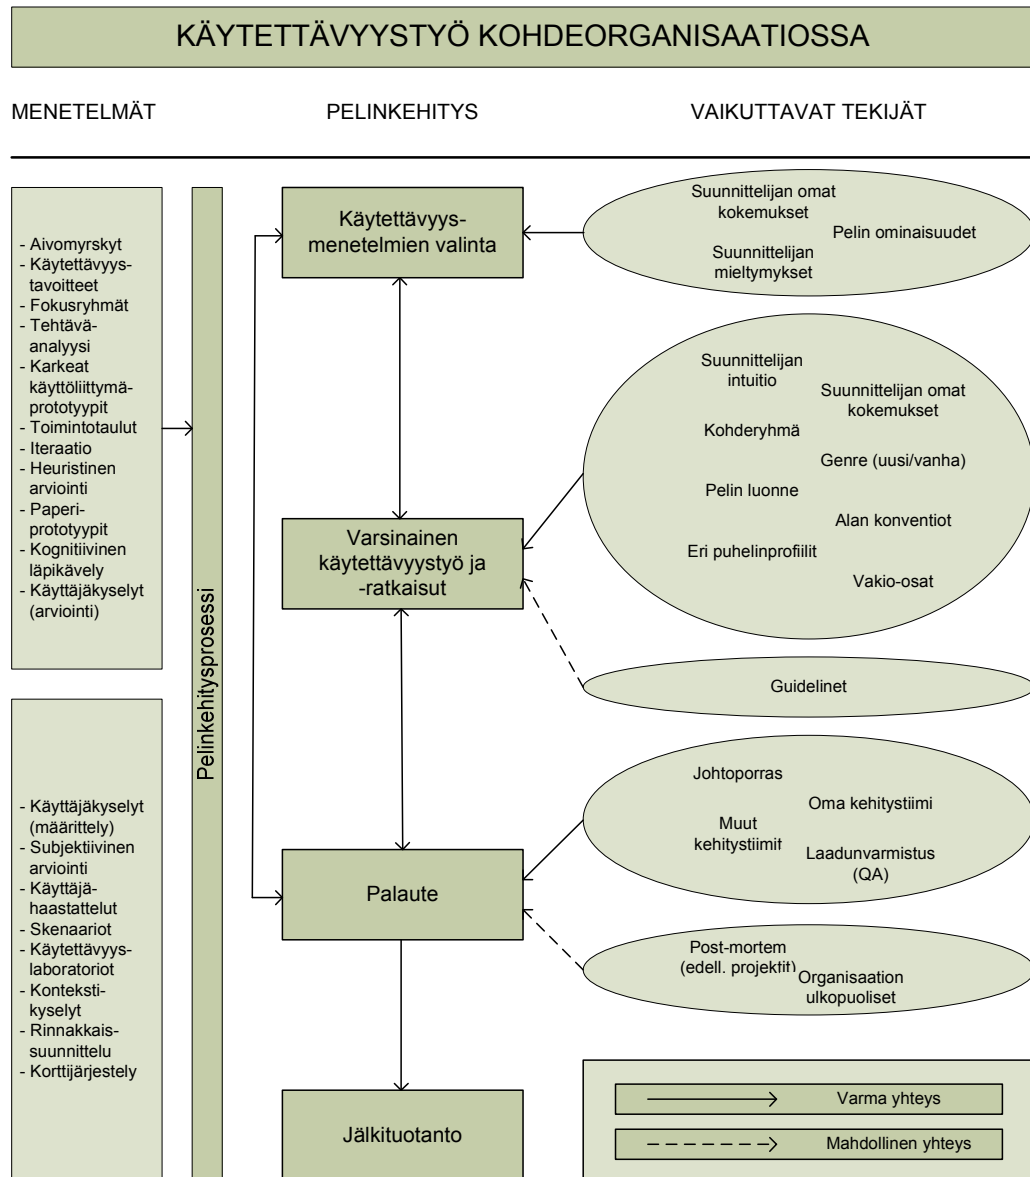 KÄYTETTÄVYYSTYÖ KOHDEORGANISAATIOSSA
MENETELMÄT
PELINKEHITYS
VAIKUTTAVAT TEKIJÄT
- Aivomyrskyt
- Käytettävyys-
tavoitteet
- Fokusryhmät
- Tehtävä-
analyysi
- Karkeat
käyttöliittymä-
prototyypit
- Toimintotaulut
- Iteraatio
- Heuristinen
arviointi
- Paperi-
prototyypit
- Kognitiivinen
läpikävely
- Käyttäjäkyselyt
(arviointi)
- Käyttäjäkyselyt
(määrittely)
- Subjektiivinen
arviointi
- Käyttäjä-
haastattelut
- Skenaariot
- Käytettävyys-
laboratoriot
- Konteksti-
kyselyt
- Rinnakkais-
suunnittelu
- Korttijärjestely
Pelinkehitysprosessi
Käytettävyys-
menetelmien valinta
Varsinainen
käytettävyystyö ja
-ratkaisut
Palaute
Jälkituotanto
Suunnittelijan omat
kokemukset
Pelin ominaisuudet
Suunnittelijan
mieltymykset
Suunnittelijan
intuitio
Suunnittelijan omat
kokemukset
Kohderyhmä
Genre (uusi/vanha)
Pelin luonne
Alan konventiot
Eri puhelinprofiilit
Vakio-osat
Guidelinet
Johtoporras
Oma kehitystiimi
Muut
kehitystiimit
Laadunvarmistus
(QA)
Post-mortem
(edell. projektit)
Organisaation
ulkopuoliset
Varma yhteys
Mahdollinen yhteys